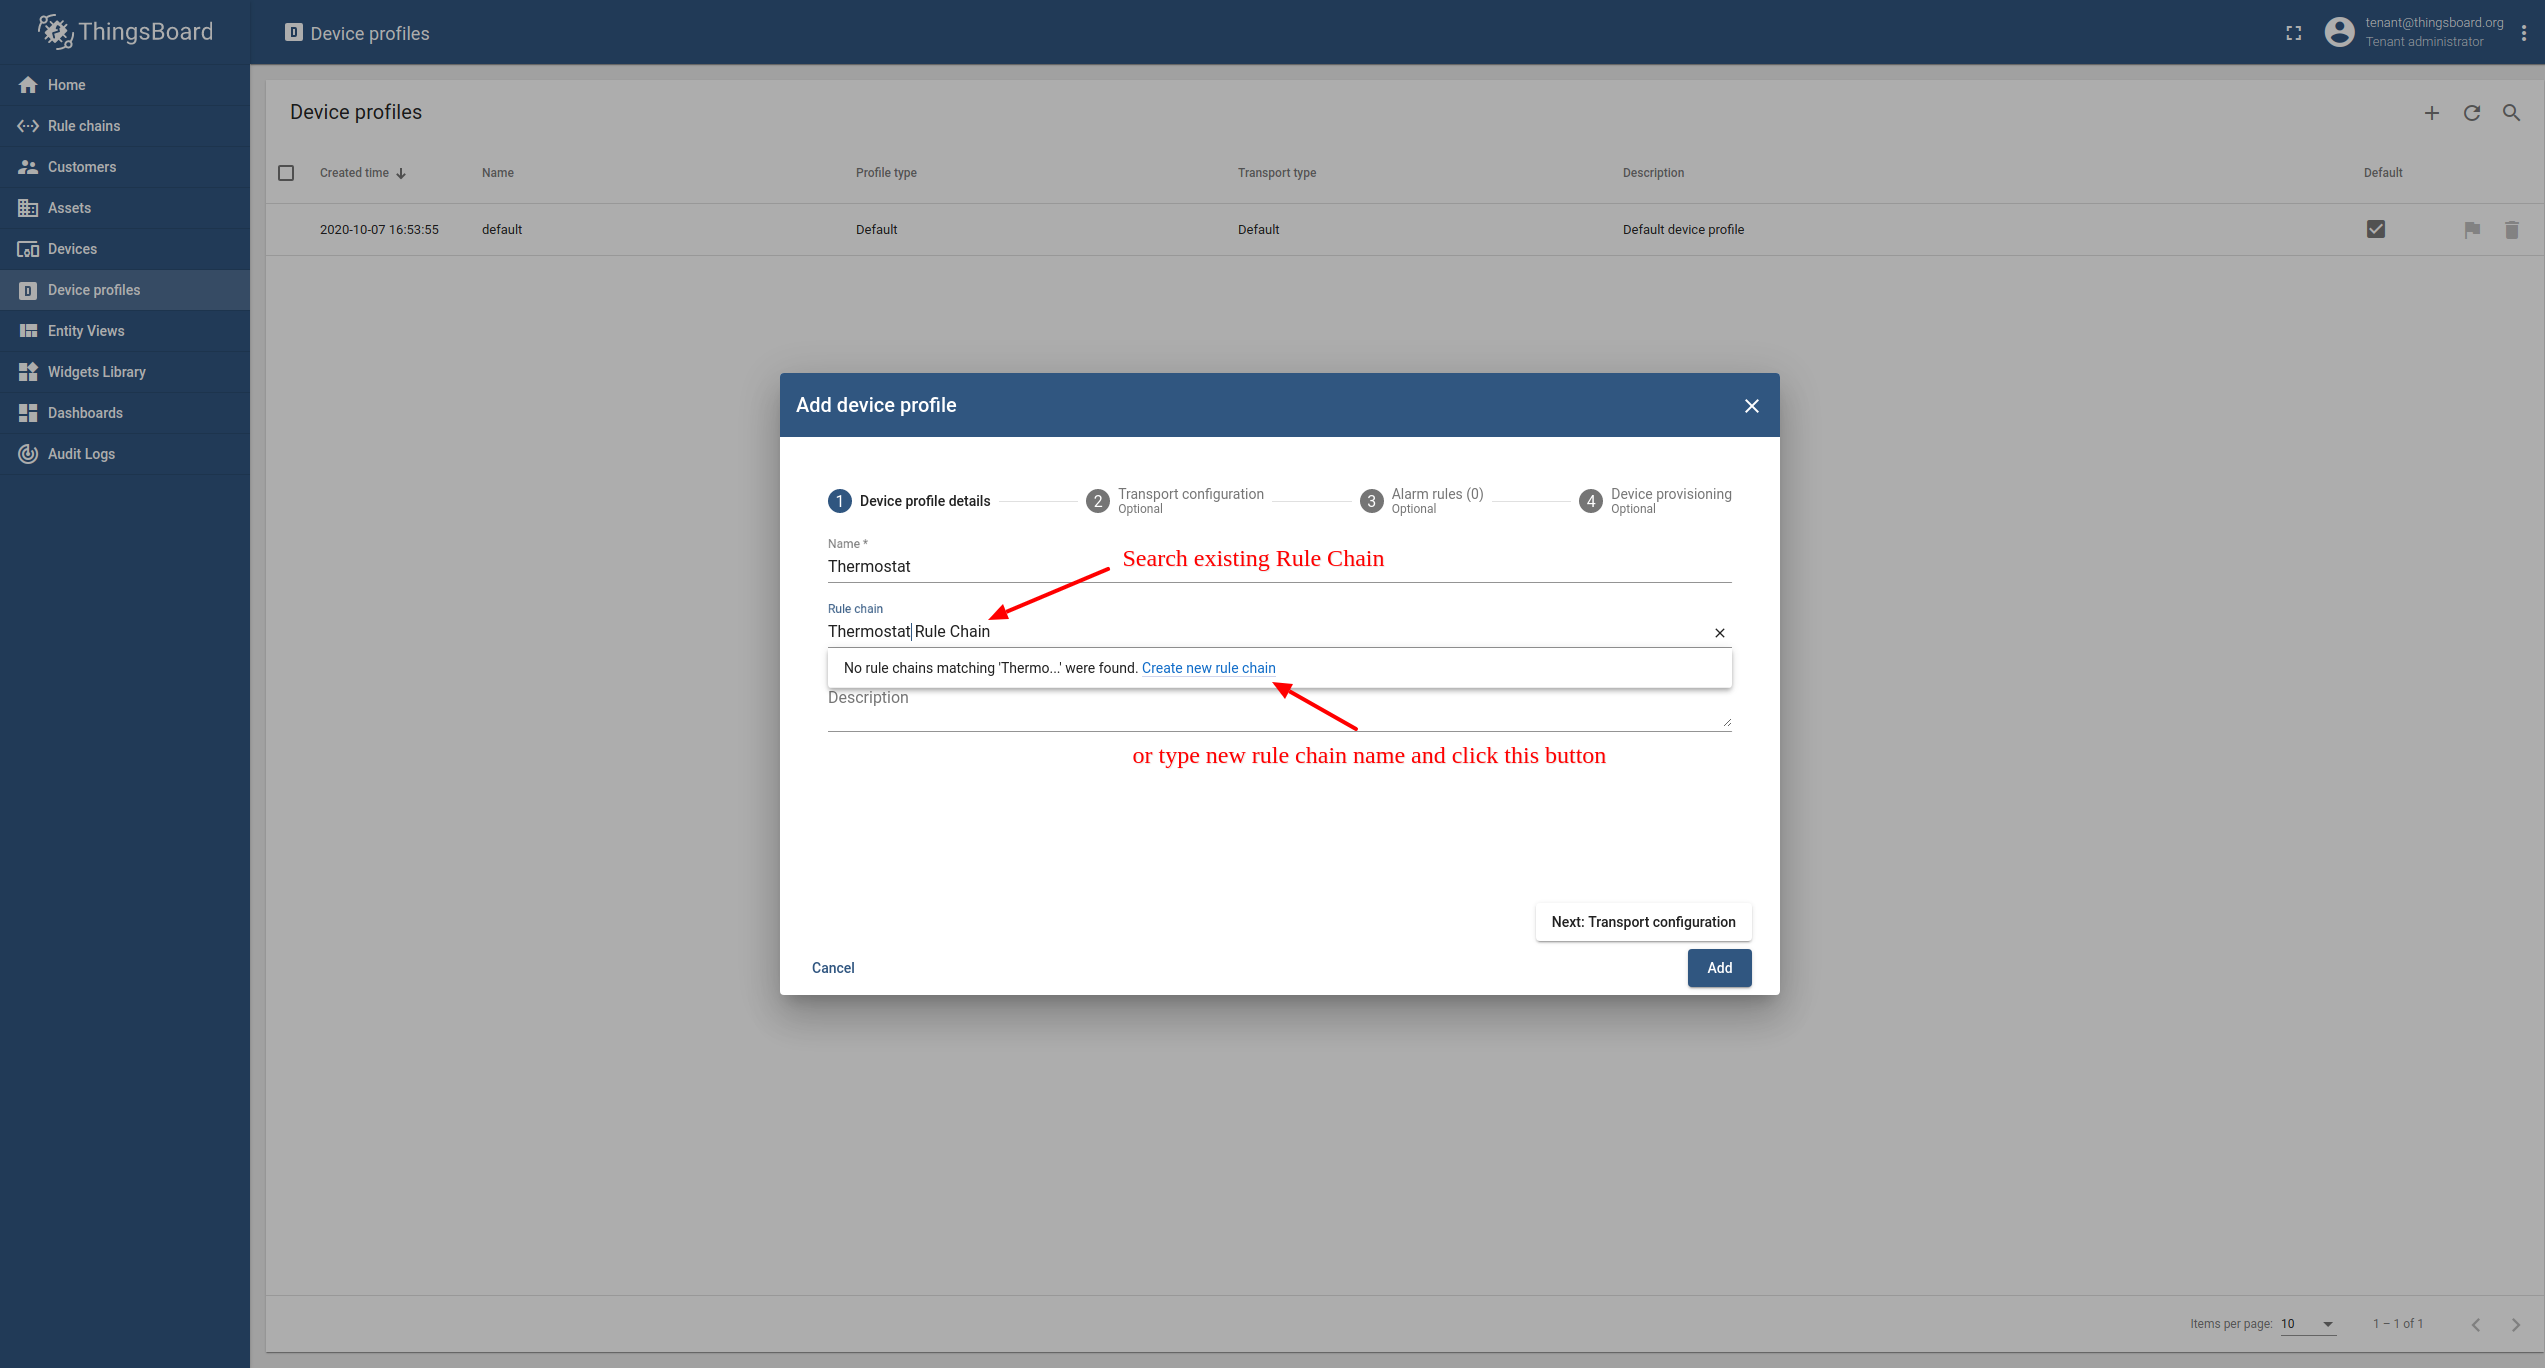 ThingsBoard
Device profiles
tenant@thingsboard.org
Tenant administrator
Home
Rule chains
Customers
Assets
Devices
Device profiles
Entity Views
Widgets Library
Dashboards
Audit Logs
Device profiles
Created time Name Profile type Transport type Description Default
2020-10-07 16:53:55 default Default Default Default device profile
Add device profile
1 Device profile details 2 Transport configuration 3 Alarm rules (0) 4 Device provisioning
Optional Optional Optional
Name *
Thermostat
Search existing Rule Chain
Rule chain
Thermostat Rule Chain
No rule chains matching 'Thermo...' were found. Create new rule chain
Description
or type new rule chain name and click this button
Next: Transport configuration
Cancel Add
Items per page: 10 1 – 1 of 1